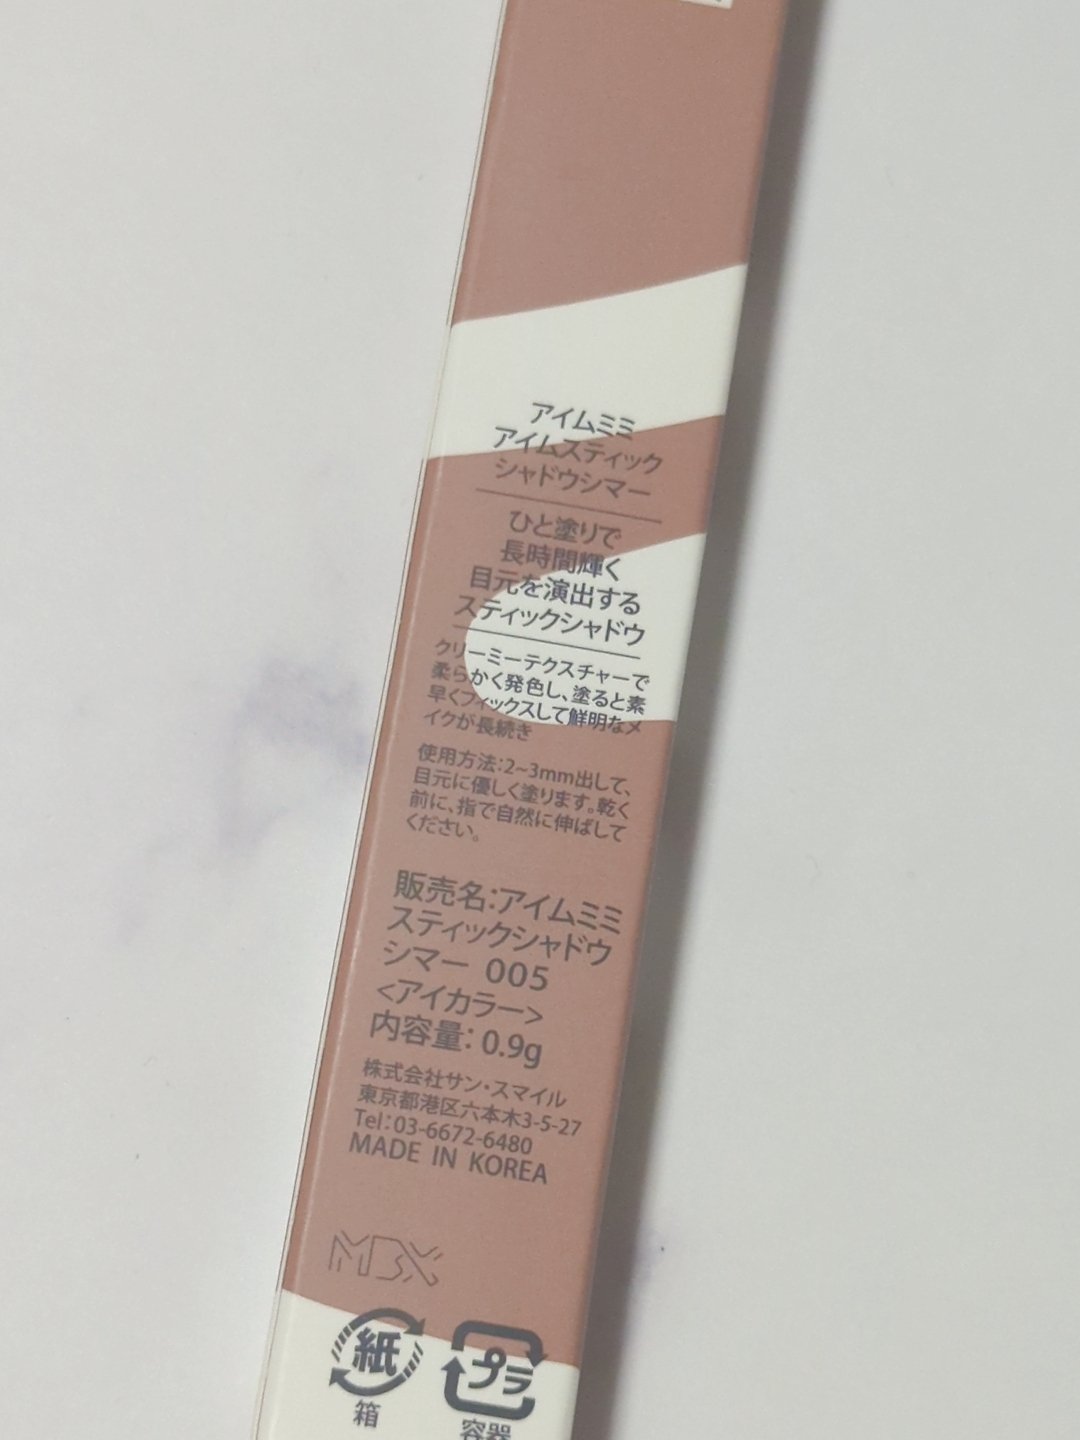 アイムミミ
アイムスティック
シャドウシマー
ひと塗りで
長時間輝く
目元を演出する
スティックシャドウ
クリーミーテクスチャーで
柔らかく発色し、塗ると素
早くフィックスして鮮明なメ
イクが長続き
使用方法:2~3mm出して、
目元に優しく塗ります。乾く
前に、指で自然に伸ばして
ください。
販売名:アイムミミ
スティックシャドウ
シマー 005
<アイカラー>
内容量: 0.9g
株式会社サン・スマイル
東京都港区六本木3-5-27
Tel:03-6672-6480
MADE IN KOREA
MBX
紙 プラ
箱 容器